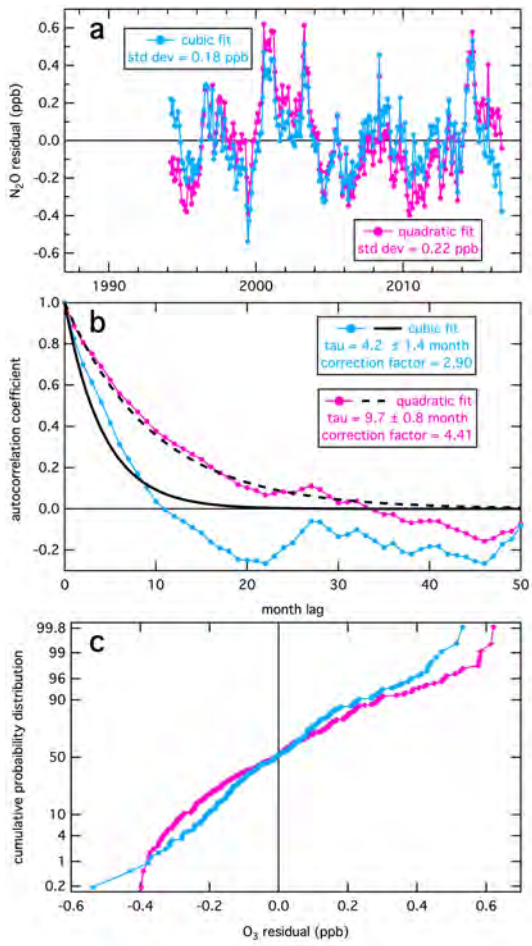 a
cubic fit
std dev = 0.18 ppb
quadratic fit
std dev = 0.22 ppb
N2O residual (ppb)
0.6
0.4
0.2
0.0
-0.2
-0.4
-0.6
1990
2000
2010
b
cubic fit
tau = 4.2 ± 1.4 month
correction factor = 2.90
quadratic fit
tau = 9.7 ± 0.8 month
correction factor = 4.41
autocorrelation coefficient
1.0
0.8
0.6
0.4
0.2
0.0
-0.2
0
10
20
30
40
50
month lag
c
cumulative probability distribution
99.8
99
96
90
50
10
4
1
0.2
-0.6
-0.4
-0.2
0.0
0.2
0.4
0.6
O3 residual (ppb)